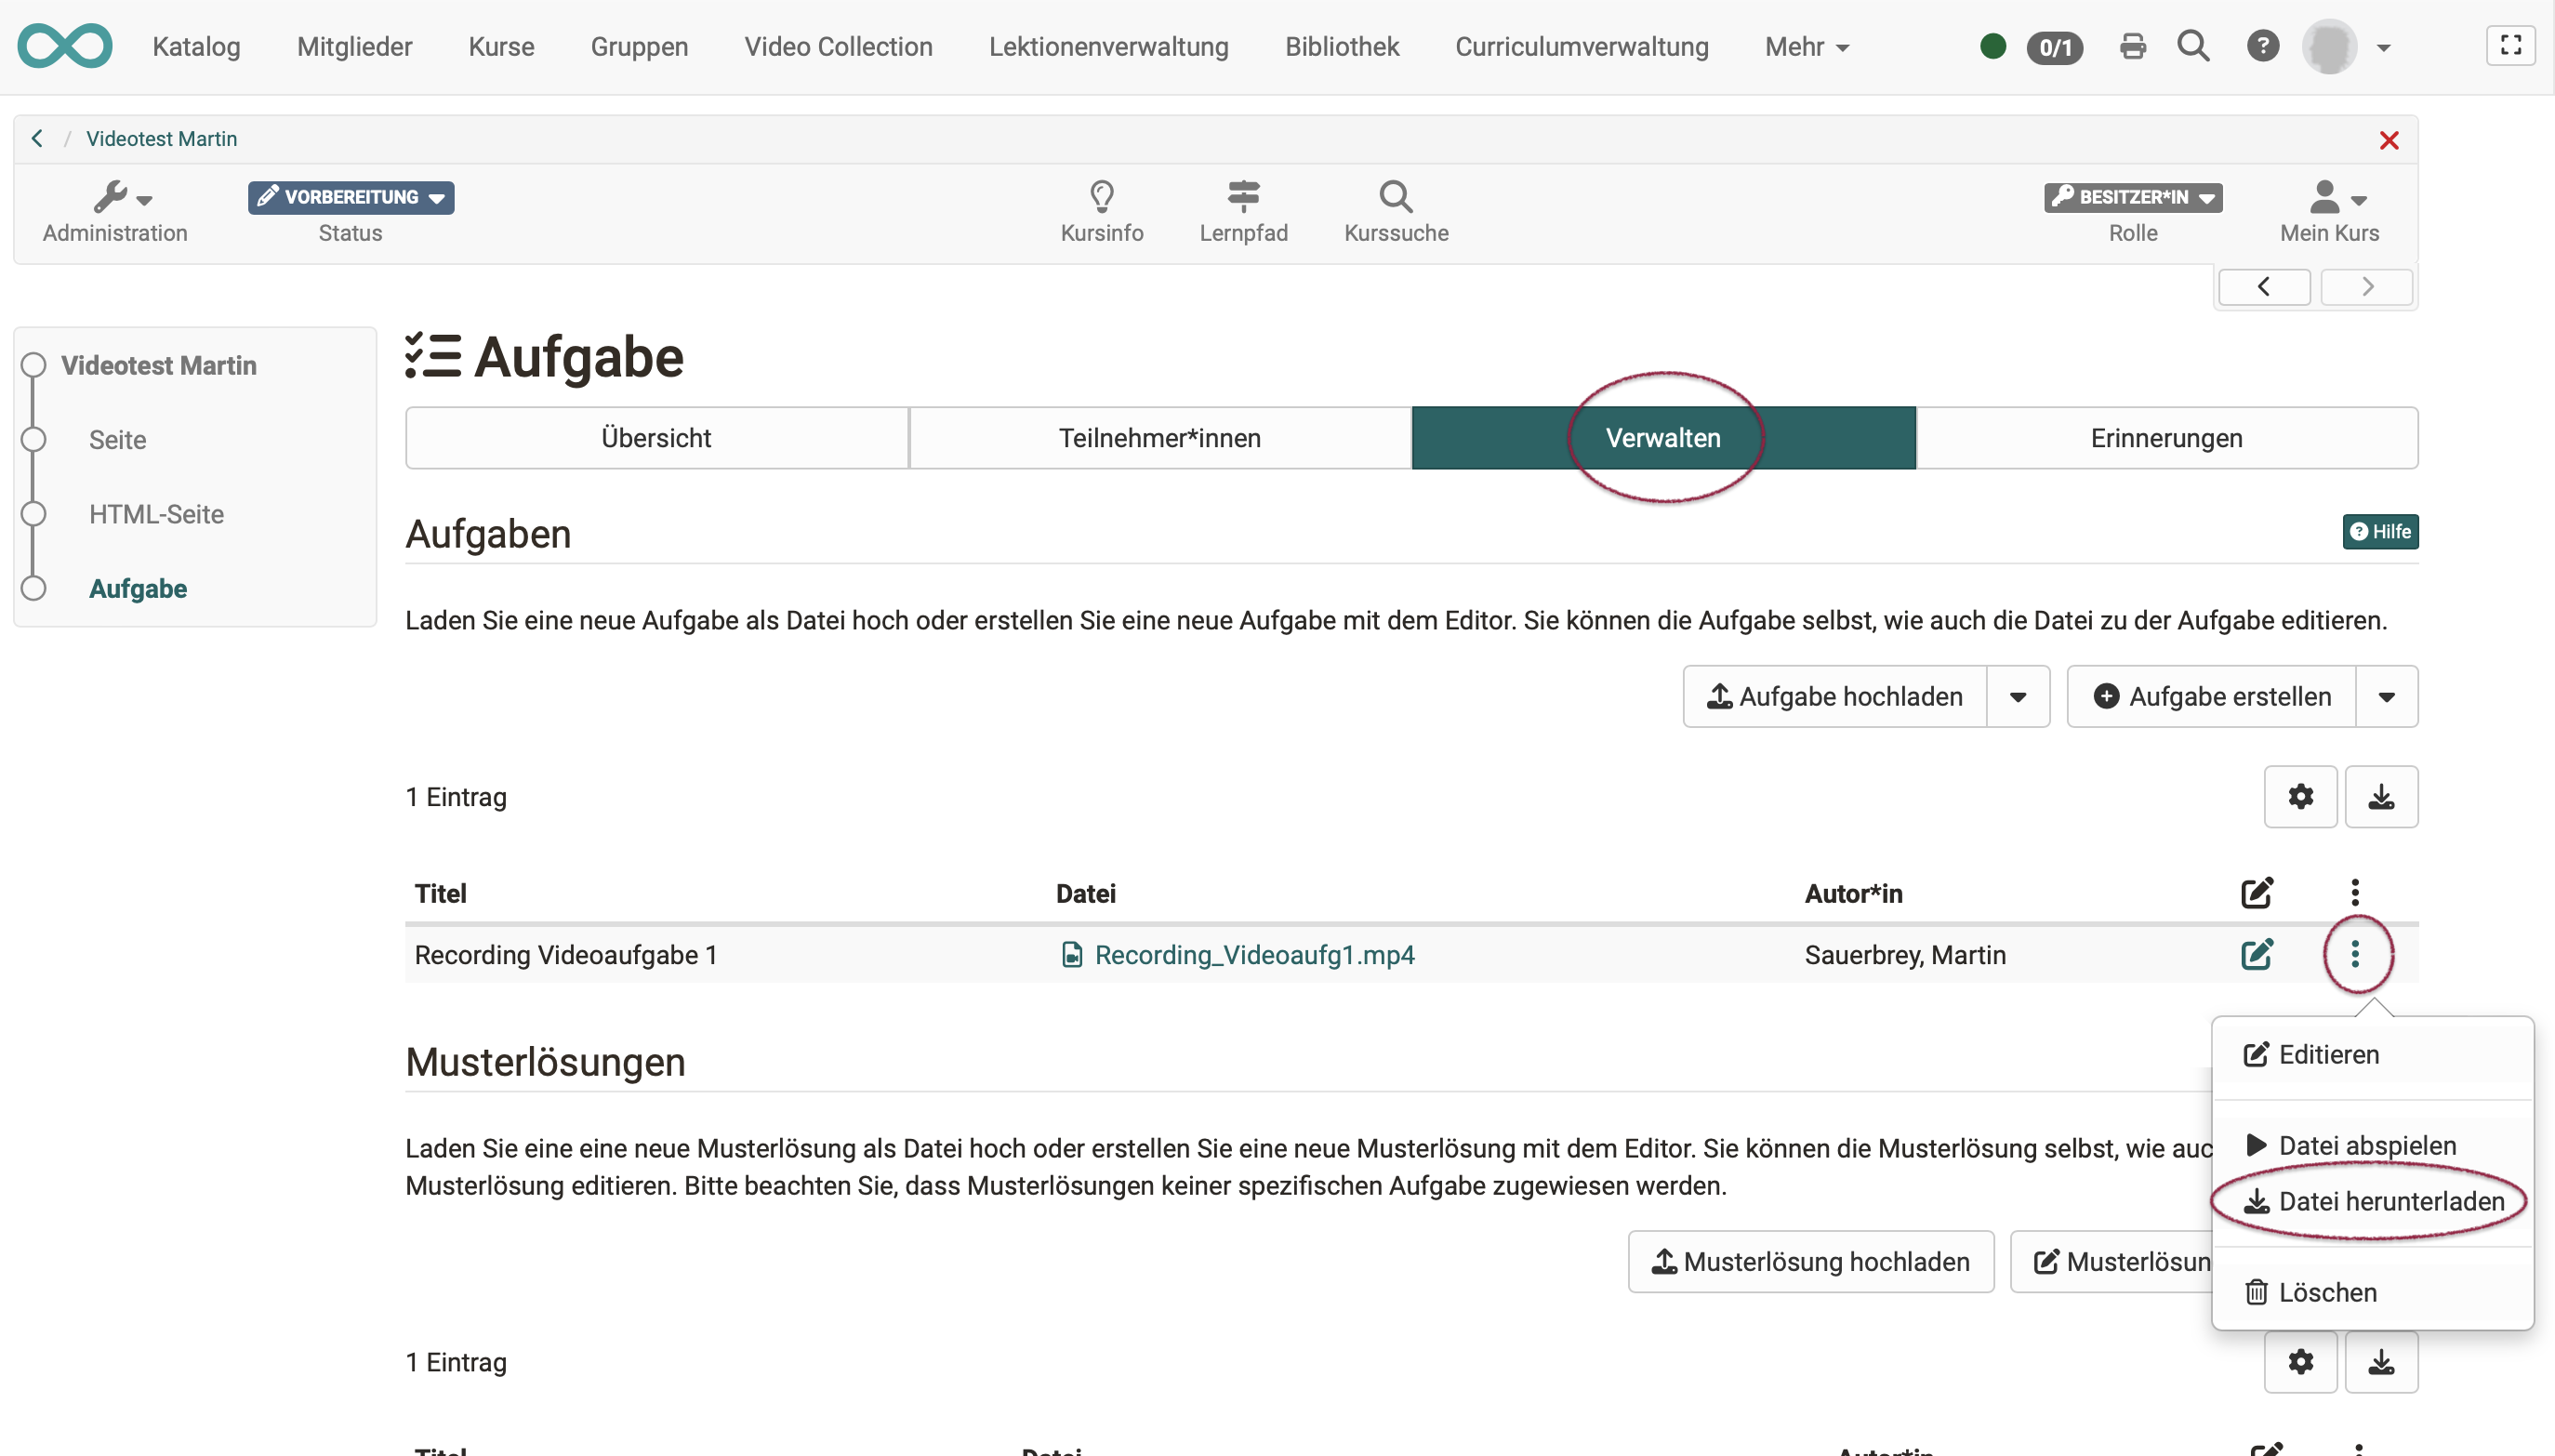 Katalog Mitglieder Kurse Gruppen Video Collection Lektionenverwaltung Bibliothek Curriculumverwaltung Mehr 0/1
/ Videotest Martin
VORBEREITUNG BESITZER*IN
Administration Status Kursinfo Lernpfad Kurssuche Rolle Mein Kurs
Videotest Martin
Seite
HTML-Seite
Aufgabe
Aufgabe
Übersicht Teilnehmer*innen Verwalten Erinnerungen
Aufgaben
Hilfe
Laden Sie eine neue Aufgabe als Datei hoch oder erstellen Sie eine neue Aufgabe mit dem Editor. Sie können die Aufgabe selbst, wie auch die Datei zu der Aufgabe editieren.
Aufgabe hochladen Aufgabe erstellen
1 Eintrag
Titel Datei Autor*in
Recording Videoaufgabe 1 Recording_Videoaufg1.mp4 Sauerbrey, Martin
Editieren
Datei abspielen
Datei herunterladen
Löschen
Musterlösungen
Laden Sie eine eine neue Musterlösung als Datei hoch oder erstellen Sie eine neue Musterlösung mit dem Editor. Sie können die Musterlösung selbst, wie auc
Musterlösung editieren. Bitte beachten Sie, dass Musterlösungen keiner spezifischen Aufgabe zugewiesen werden.
Musterlösung hochladen Musterlösun
1 Eintrag
Titel Datei Autor*in